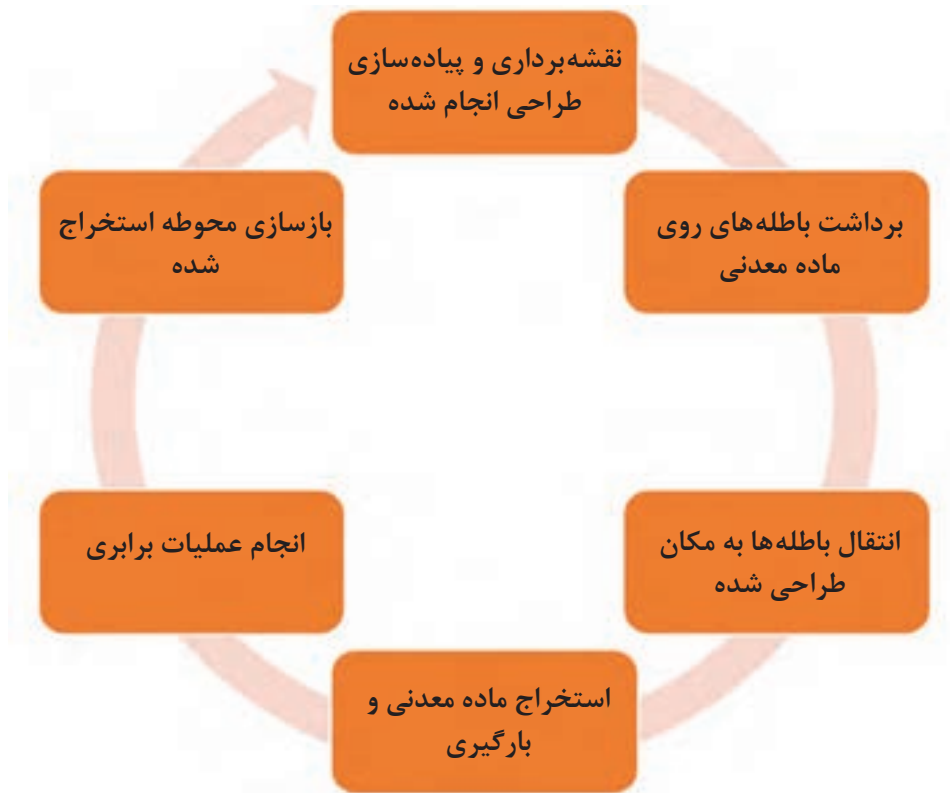 نقشه‌برداری و پیاده‌سازی
طراحی انجام شده
برداشت باطله‌های روی
ماده معدنی
انتقال باطله‌ها به مکان
طراحی شده
استخراج ماده معدنی و
بارگیری
انجام عملیات برابری
بازسازی محوطه استخراج
شده